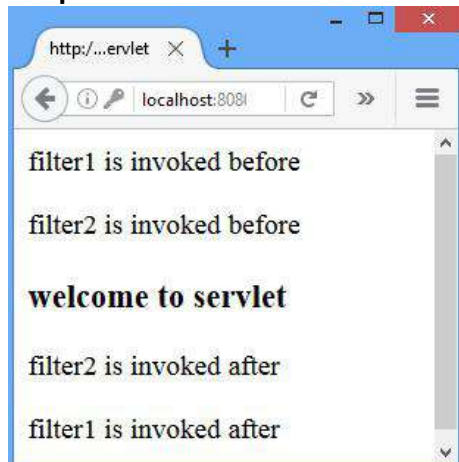 http:/...ervlet
localhost:808
filter1 is invoked before
filter2 is invoked before
welcome to servlet
filter2 is invoked after
filter1 is invoked after